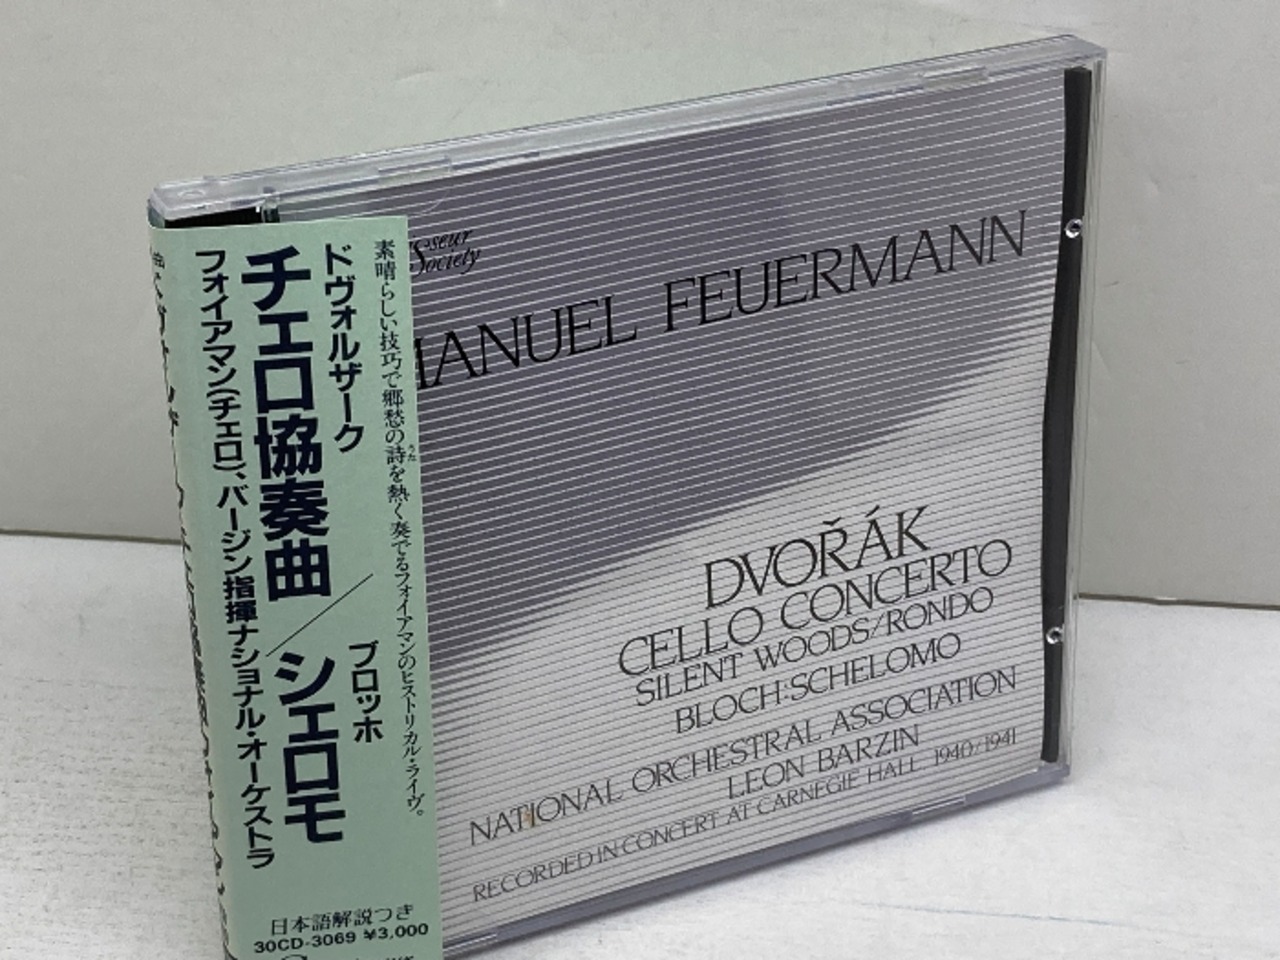 素晴らしい技巧で郷愁の詩を熱く奏でるフォイアマンのヒストリカル・ライヴ。
うた
ドヴォルザーク
チェロ協奏曲／
ブロッホ
シェロモ
フォイアマン(チェロ)、バージン指揮ナショナル・オーケストラ
日本語解説つき
30CD-3069 ¥3,000
Society
MANUEL FEUERMANN
DVOŘÁK
CELLO CONCERTO
SILENT WOODS/RONDO
BLOCH:SCHELOMO
NATIONAL ORCHESTRAL ASSOCIATION
LEON BARZIN
RECORDED IN CONCERT AT CARNEGIE HALL 1940/1941